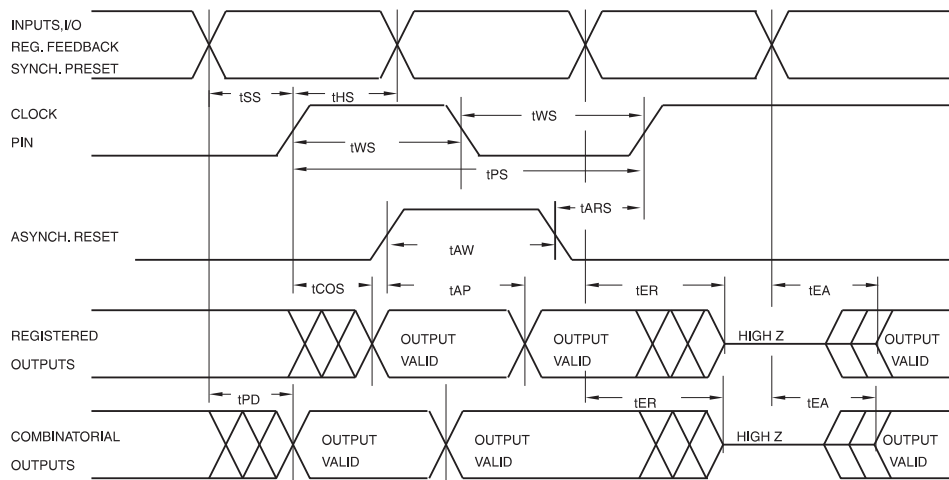 INPUTS,I/O
REG. FEEDBACK
SYNCH. PRESET
tSS
tHS
CLOCK
PIN
tWS
tWS
tPS
tARS
ASYNCH. RESET
tAW
tCOS
tAP
tER
tEA
REGISTERED
OUTPUTS
OUTPUT
VALID
OUTPUT
VALID
HIGH Z
OUTPUT
VALID
tPD
tER
tEA
COMBINATORIAL
OUTPUTS
OUTPUT
VALID
OUTPUT
VALID
HIGH Z
OUTPUT
VALID